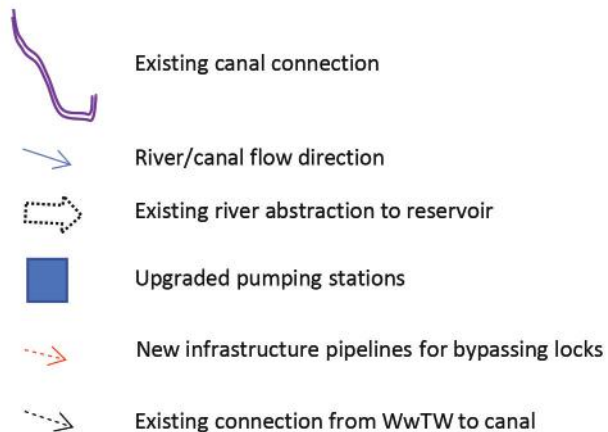 Existing canal connection
River/canal flow direction
Existing river abstraction to reservoir
Upgraded pumping stations
New infrastructure pipelines for bypassing locks
Existing connection from WwTW to canal